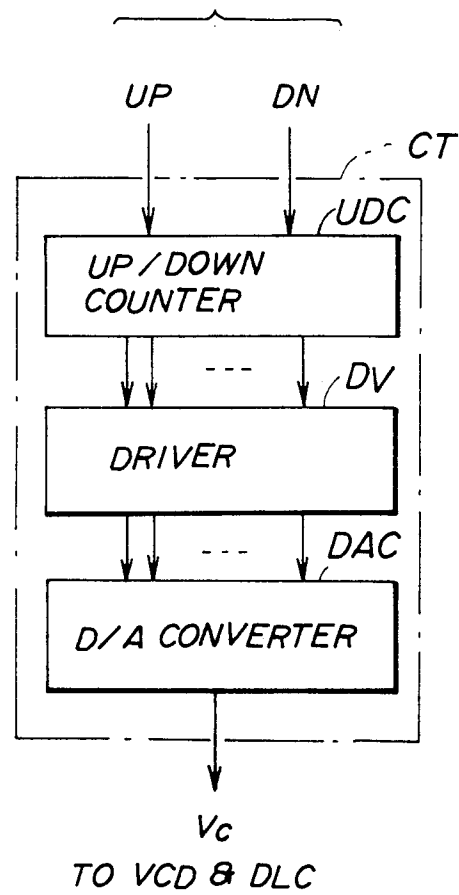 UP DN
CT
UDC
UP/DOWN
COUNTER
DV
DRIVER
DAC
D/A CONVERTER
Vc
TO VCD & DLC